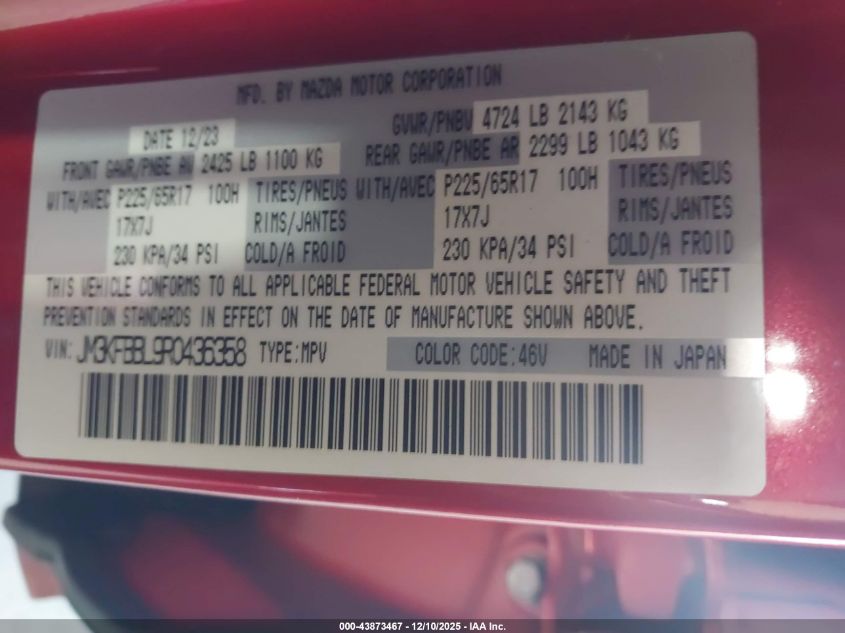 MFD. BY MAZDA MOTOR CORPORATION
DATE 12/23 GVWR/PNBV 4724 LB 2143 KG
FRONT GAWR/PNBE AV 2425 LB 1100 KG REAR GAWR/PNBE AR 2299 LB 1043 KG
WITH/AVEC P225/65R17 100H TIRES/PNEUS WITH/AVEC P225/65R17 100H TIRES/PNEUS
17X7J RIMS/JANTES 17X7J RIMS/JANTES
230 KPA/34 PSI COLD/A FROID 230 KPA/34 PSI COLD/A FROID
THIS VEHICLE CONFORMS TO ALL APPLICABLE FEDERAL MOTOR VEHICLE SAFETY AND THEFT
PREVENTION STANDARDS IN EFFECT ON THE DATE OF MANUFACTURE SHOWN ABOVE.
VIN: JM3KFBBL9R0436358 TYPE:MPV COLOR CODE:46V MADE IN JAPAN
000-43873467 - 12/10/2025 - IAA Inc.